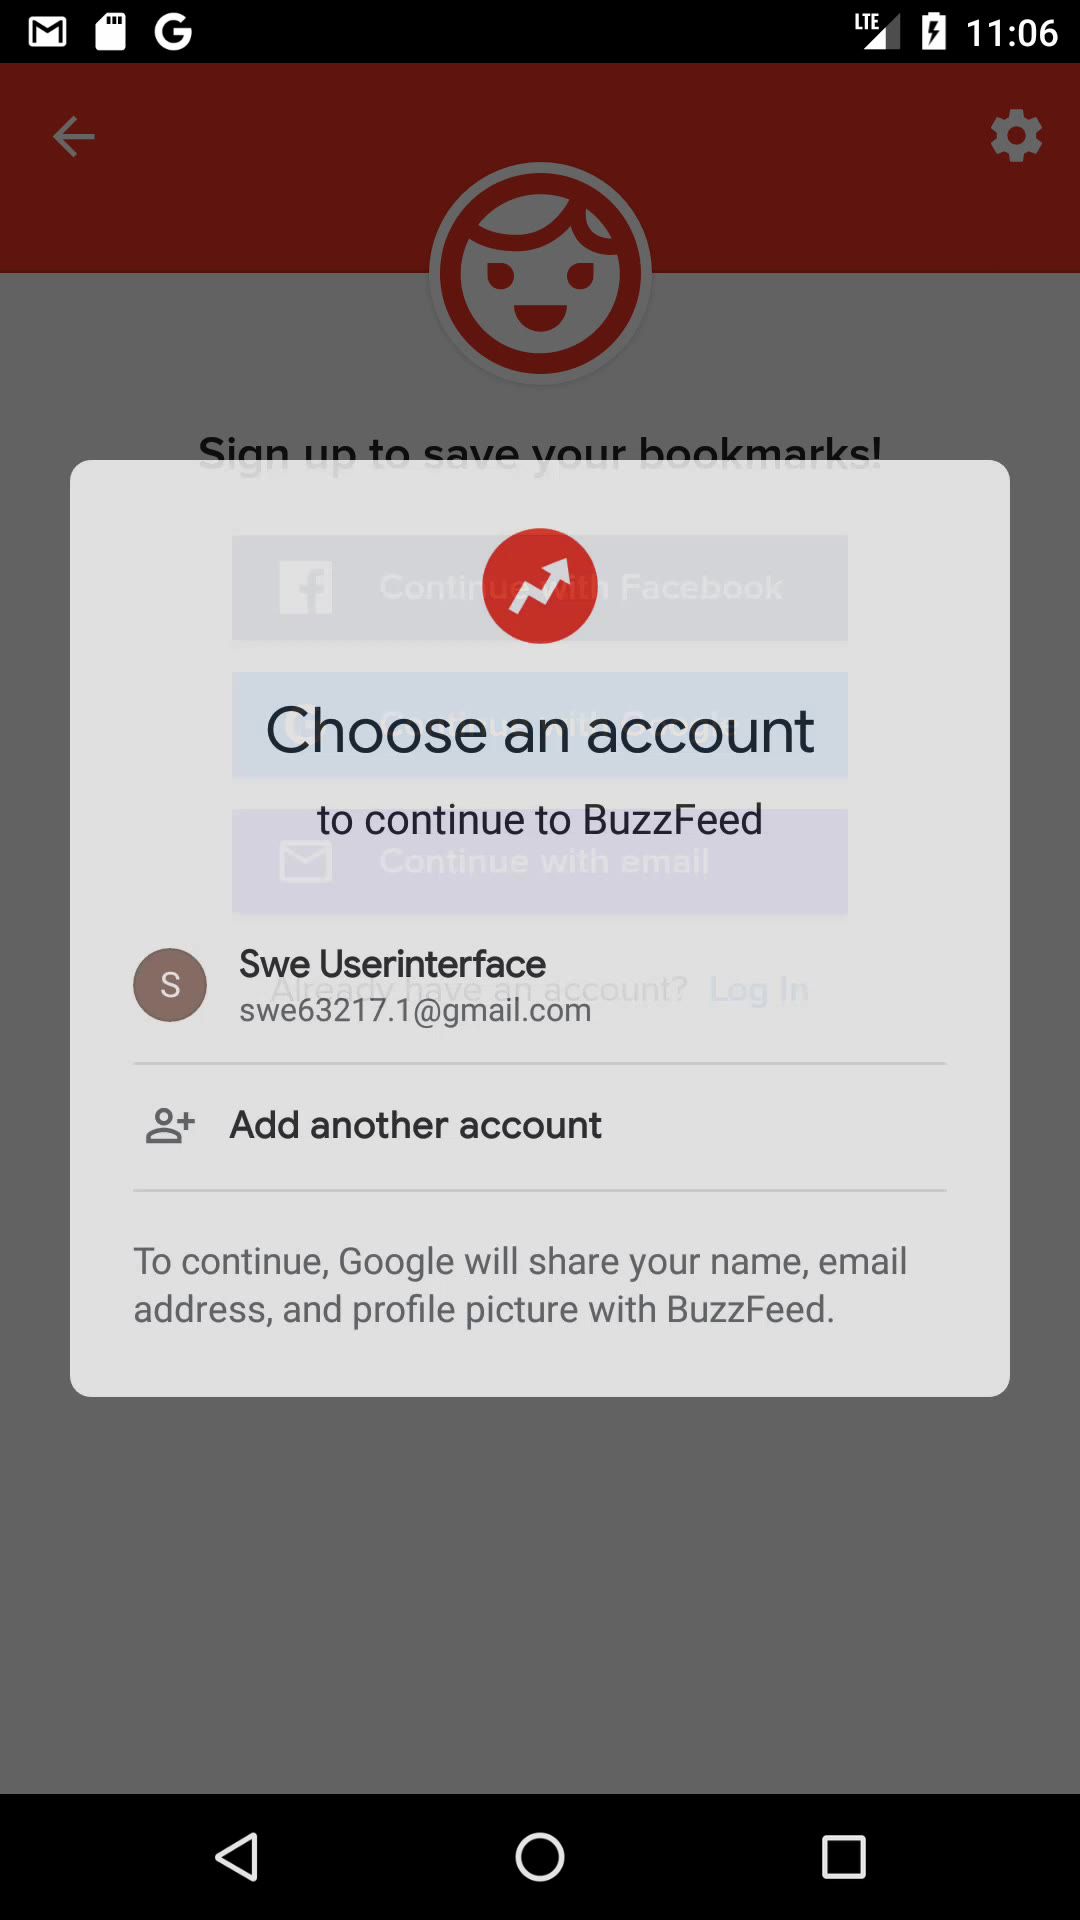 LTE 11:06
Sign up to save your bookmarks!
Continue with Facebook
Continue with Google
Choose an account
to continue to BuzzFeed
Continue with email
Swe Userinterface
S
Already have an account? Log In
swe63217.1@gmail.com
Add another account
To continue, Google will share your name, email
address, and profile picture with BuzzFeed.